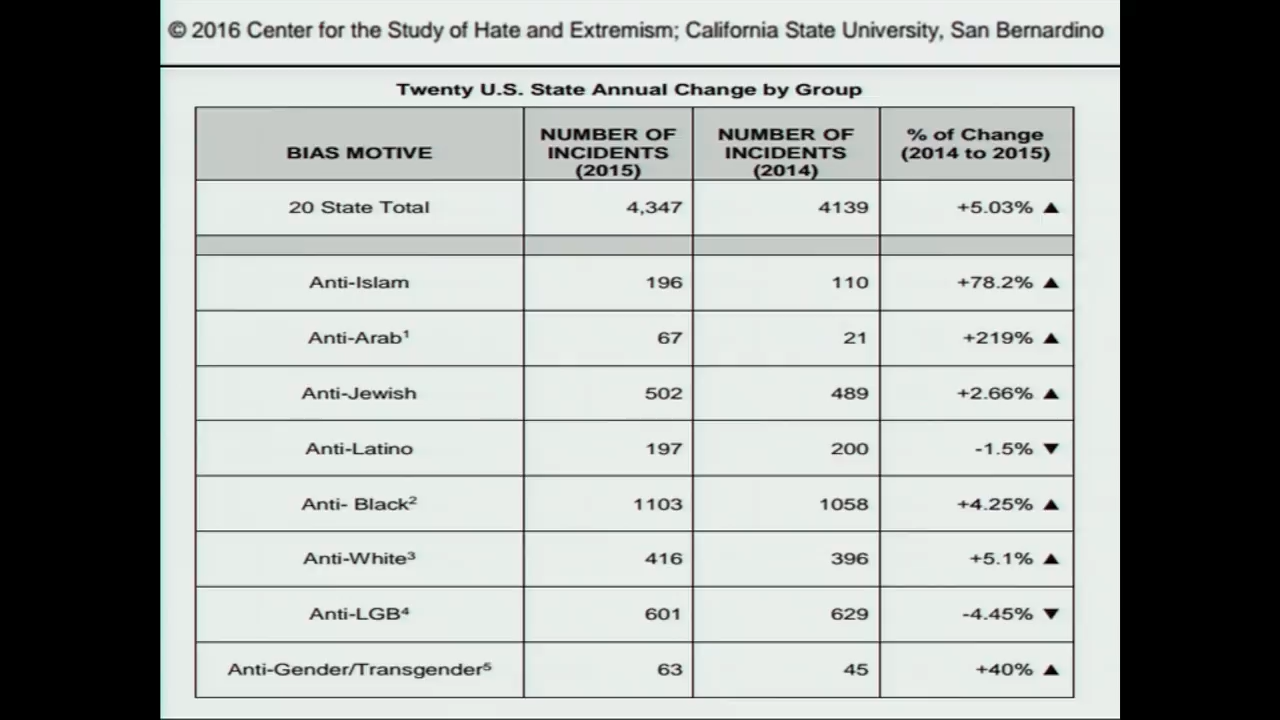 © 2016 Center for the Study of Hate and Extremism; California State University, San Bernardino
Twenty U.S. State Annual Change by Group
BIAS MOTIVE NUMBER OF INCIDENTS (2015) NUMBER OF INCIDENTS (2014) % of Change (2014 to 2015)
20 State Total 4,347 4139 +5.03% ▲
Anti-Islam 196 110 +78.2% ▲
Anti-Arab¹ 67 21 +219% ▲
Anti-Jewish 502 489 +2.66% ▲
Anti-Latino 197 200 -1.5% ▼
Anti- Black² 1103 1058 +4.25% ▲
Anti-White³ 416 396 +5.1% ▲
Anti-LGB⁴ 601 629 -4.45% ▼
Anti-Gender/Transgender⁵ 63 45 +40% ▲